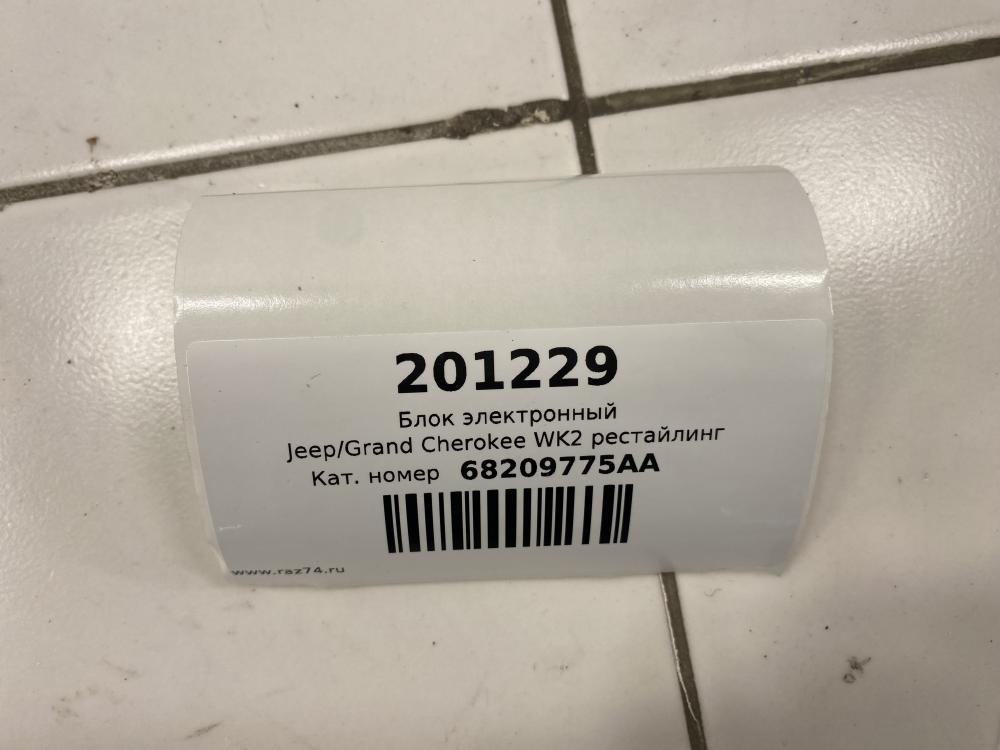 201229
Блок электронный
Jeep/Grand Cherokee WK2 рестайлинг
Кат. номер 68209775AA
www.raz74.ru